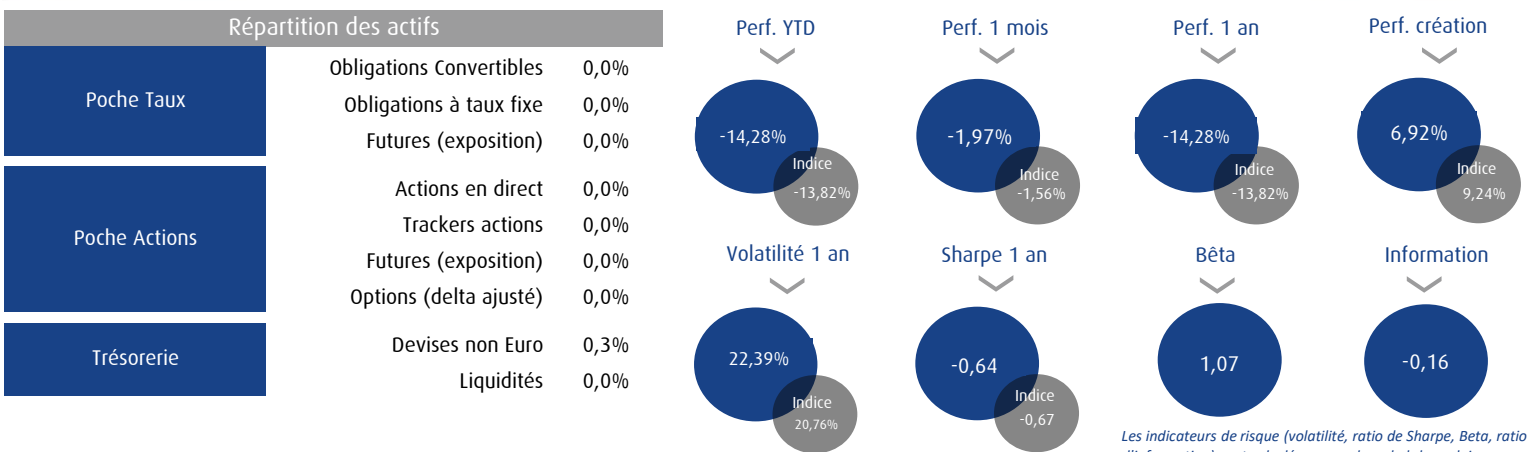 Répartition des actifs
Poche Taux
Obligations Convertibles 0,0%
Obligations à taux fixe 0,0%
Futures (exposition) 0,0%
Poche Actions
Actions en direct 0,0%
Trackers actions 0,0%
Futures (exposition) 0,0%
Options (delta ajusté) 0,0%
Trésorerie
Devises non Euro 0,3%
Liquidités 0,0%
Perf. YTD
-14,28%
Indice
-13,82%
Perf. 1 mois
-1,97%
Indice
-1,56%
Perf. 1 an
-14,28%
Indice
-13,82%
Perf. création
6,92%
Indice
9,24%
Volatilité 1 an
22,39%
Indice
20,76%
Sharpe 1 an
-0,64
Indice
-0,67
Bêta
1,07
Information
-0,16
Les indicateurs de risque (volatilité, ratio de Sharpe, Beta, ratio